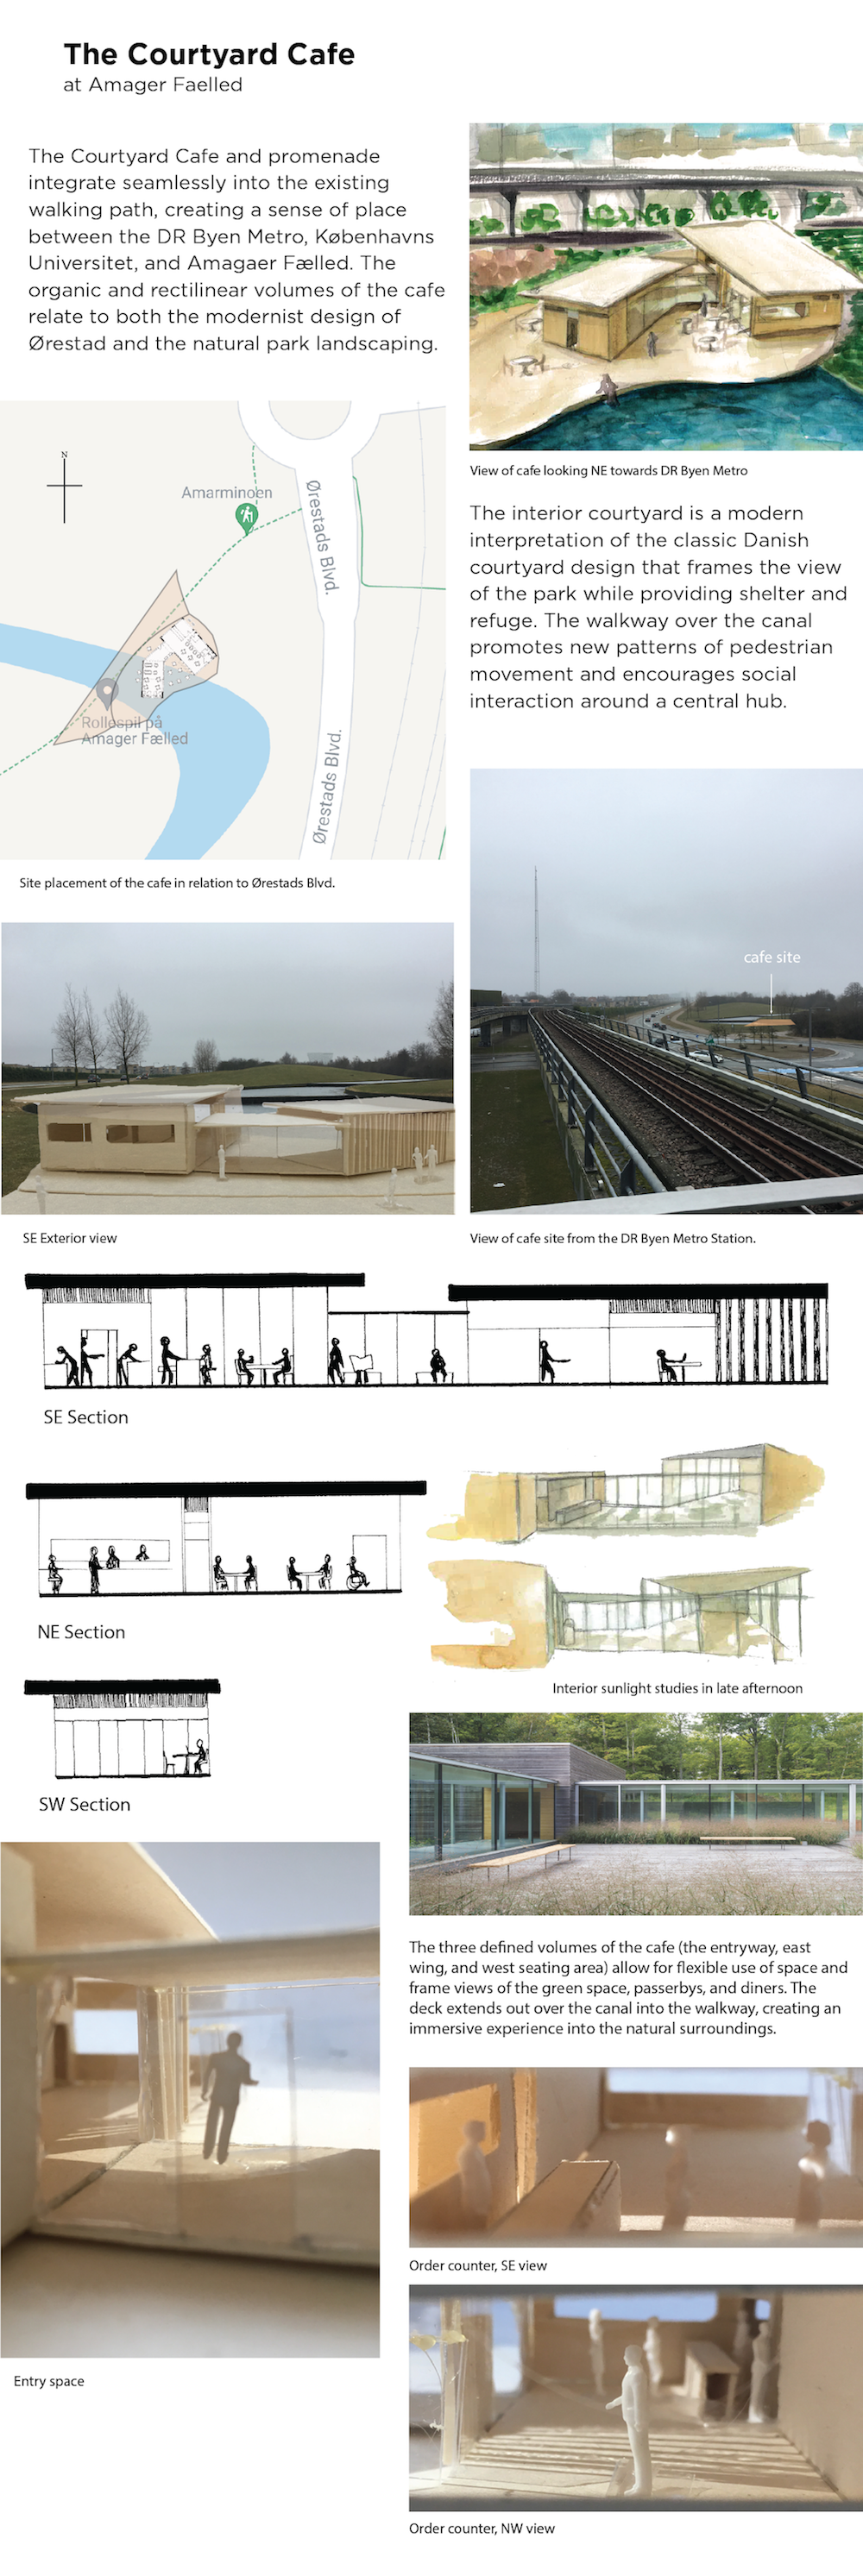 The Courtyard Cafe
at Amager Faelled
The Courtyard Cafe and promenade
integrate seamlessly into the existing
walking path, creating a sense of place
between the DR Byen Metro, Københavns
Universitet, and Amagaer Fælled. The
organic and rectilinear volumes of the cafe
relate to both the modernist design of
Ørestad and the natural park landscaping.
View of cafe looking NE towards DR Byen Metro
The interior courtyard is a modern
interpretation of the classic Danish
courtyard design that frames the view
of the park while providing shelter and
refuge. The walkway over the canal
promotes new patterns of pedestrian
movement and encourages social
interaction around a central hub.
N
Amarminoen
Ørestads Blvd.
Rollespil på
Amager Fælled
Ørestads Blvd.
Site placement of the cafe in relation to Ørestads Blvd.
cafe site
SE Exterior view
View of cafe site from the DR Byen Metro Station.
SE Section
NE Section
Interior sunlight studies in late afternoon
SW Section
The three defined volumes of the cafe (the entryway, east
wing, and west seating area) allow for flexible use of space and
frame views of the green space, passerbys, and diners. The
deck extends out over the canal into the walkway, creating an
immersive experience into the natural surroundings.
Order counter, SE view
Entry space
Order counter, NW view